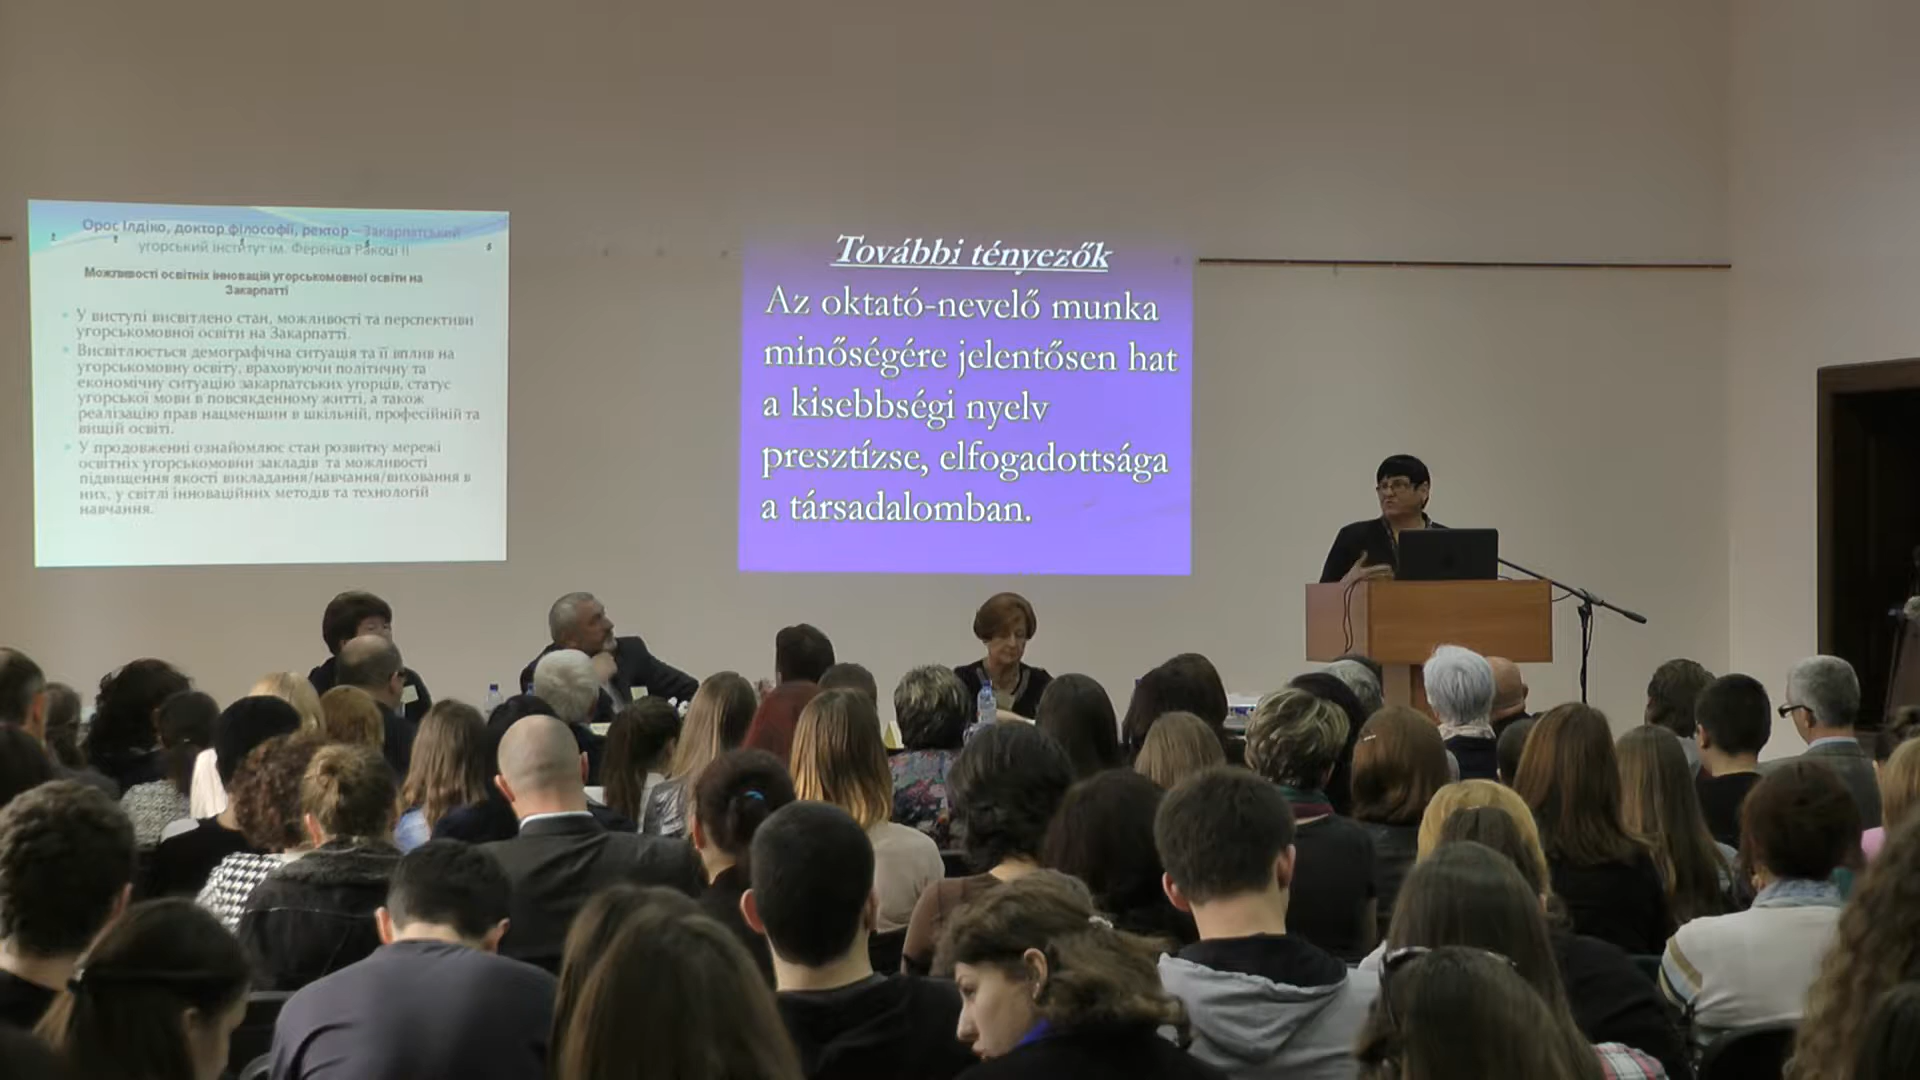 Орос Ілдіко, доктор філософії, ректор – Закарпатський
угорський інститут ім. Ференца Ракоці ІІ
Можливості освітніх інновацій угорськомовної освіти на
Закарпатті
У виступі висвітлено стан, можливості та перспективи
угорськомовної освіти на Закарпатті.
Висвітлюється демографічна ситуація та її вплив на
угорськомовну освіту, враховуючи політичну та
економічну ситуацію закарпатських угорців, статус
угорської мови в повсякденному житті, а також
реалізацію прав нацменшин в шкільній, професійній та
вищій освіті.
У продовженні ознайомлює стан розвитку мережі
освітніх угорськомовни закладів та можливості
підвищення якості викладання/навчання/виховання в
них, у світлі інноваційних методів та технологій
навчання.
További tényezők
Az oktató-nevelő munka
minőségére jelentősen hat
a kisebbségi nyelv
presztízse, elfogadottsága
a társadalomban.